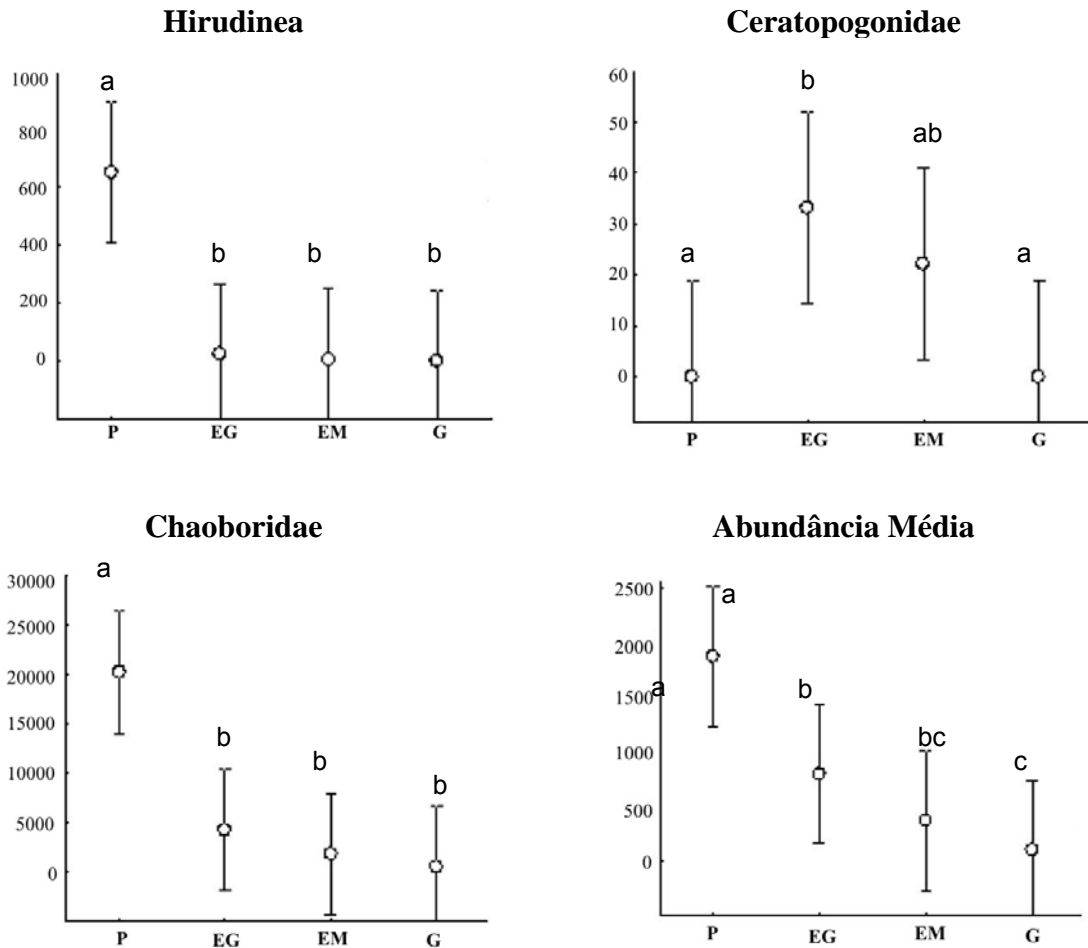 Hirudinea
a
1000
800
600
400
200
0
b b b
P EG EM G
Ceratopogonidae
60
50
40
30
20
10
0
a b ab a
P EG EM G
Chaoboridae
a
30000
25000
20000
15000
10000
5000
0
b b b
P EG EM G
Abundância Média
2500
2000
1500
1000
500
0
a
a b bc c
P EG EM G